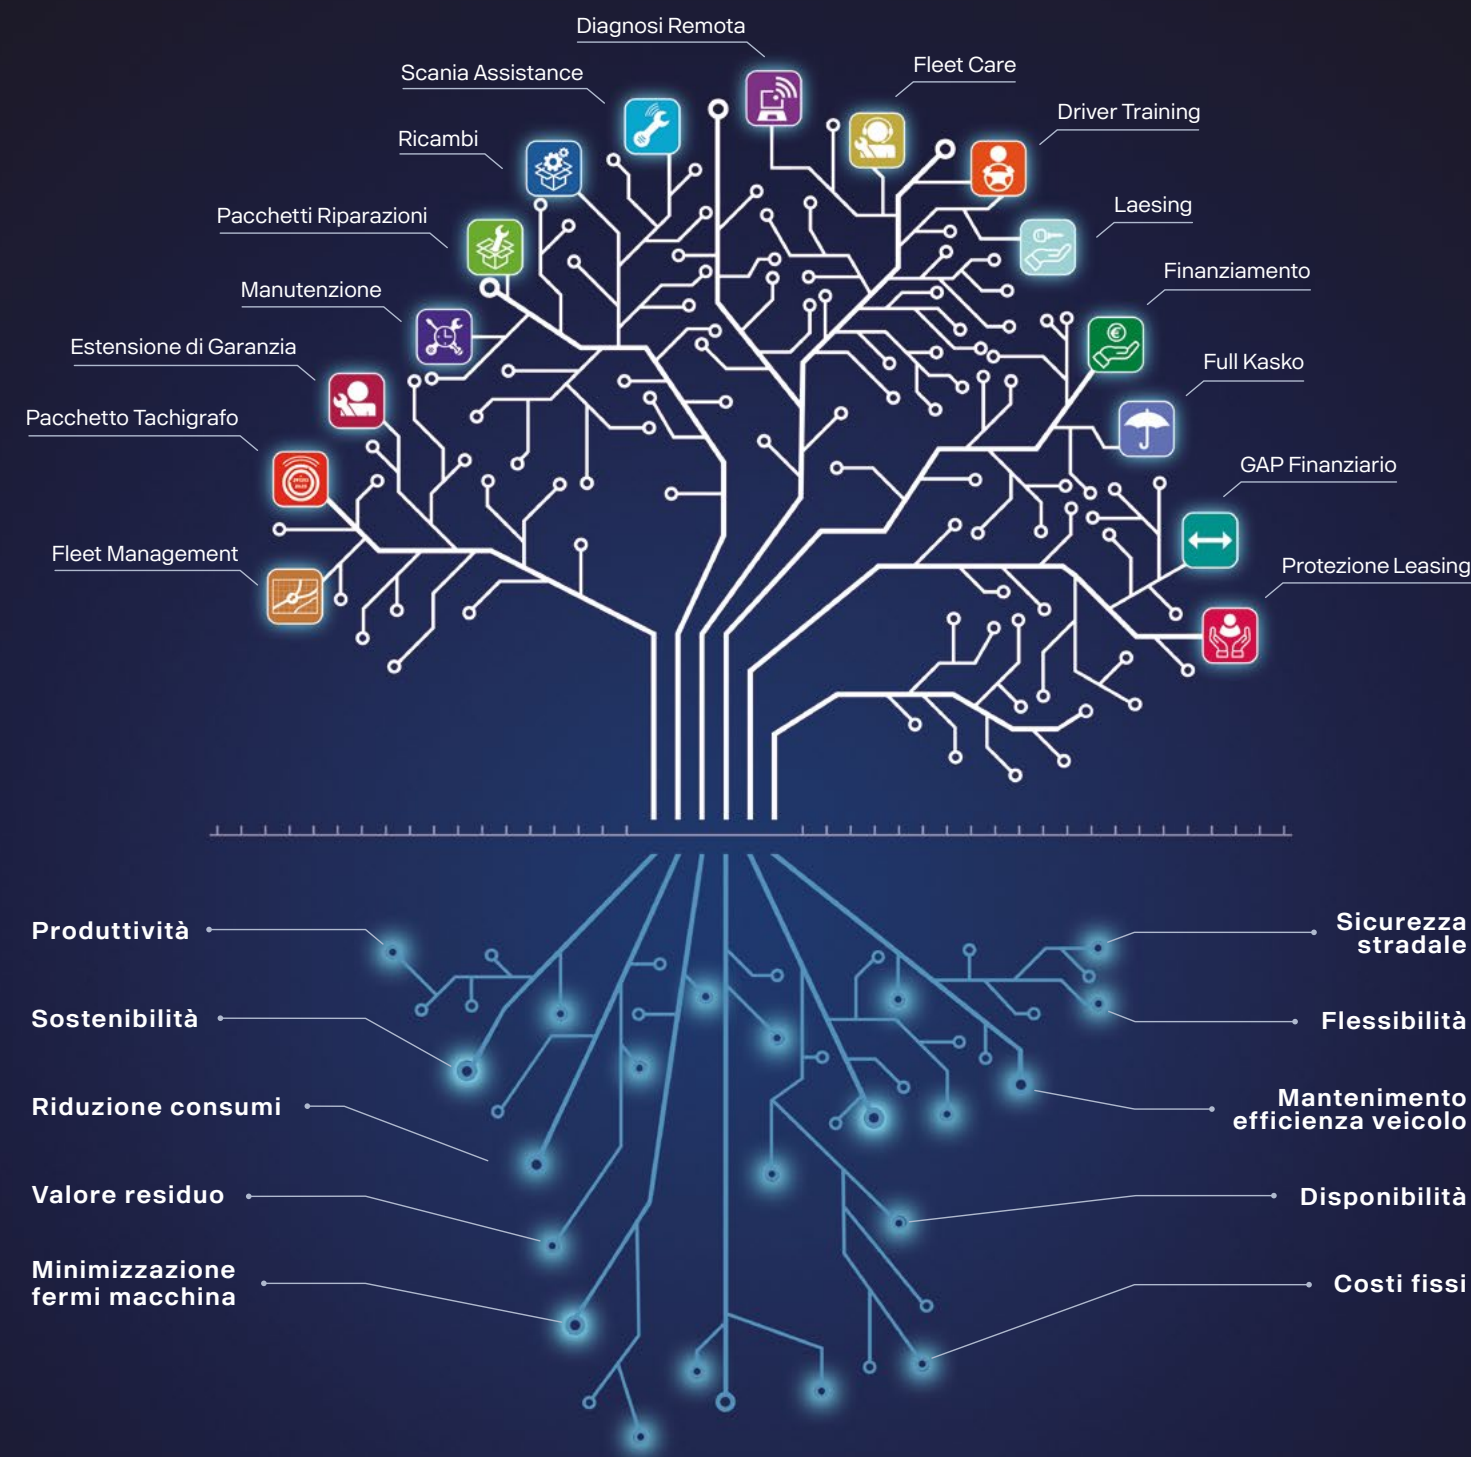 Diagnosi Remota
Fleet Care
Scania Assistance
Driver Training
Ricambi
Laesing
Pacchetti Riparazioni
Finanziamento
Manutenzione
Estensione di Garanzia
Full Kasko
Pacchetto Tachigrafo
GAP Finanziario
Fleet Management
Protezione Leasing
Produttività
Sicurezza
stradale
Sostenibilità
Flessibilità
Riduzione consumi
Mantenimento
efficienza veicolo
Valore residuo
Disponibilità
Minimizzazione
fermi macchina
Costi fissi